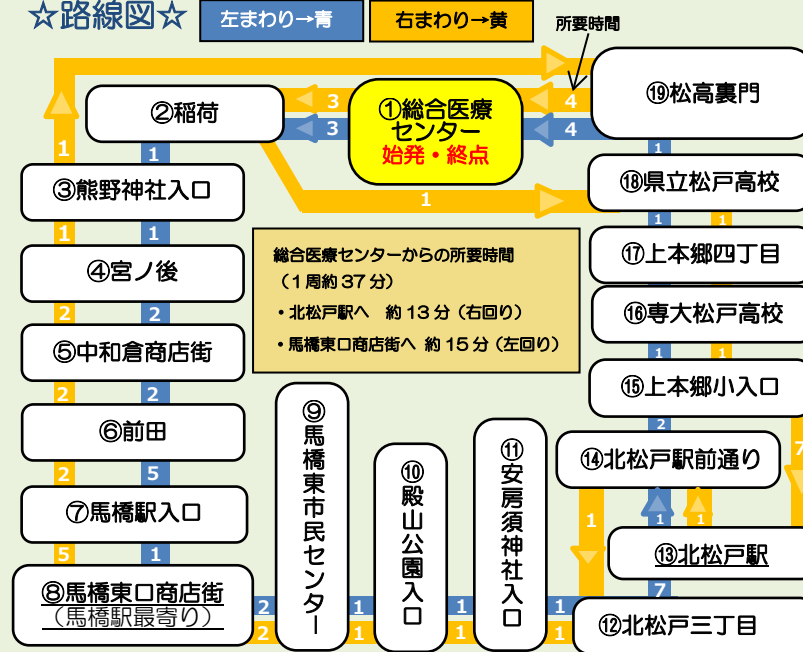 ☆路線図☆
左まわり→青
右まわり→黄
所要時間
①総合医療
センター
始発・終点
②稲荷
③熊野神社入口
④宮ノ後
⑤中和倉商店街
⑥前田
⑦馬橋駅入口
⑧馬橋東口商店街
（馬橋駅最寄り）
⑨馬橋東市民センター
⑩殿山公園入口
⑪安房須神社入口
⑫北松戸三丁目
⑬北松戸駅
⑭北松戸駅前通り
⑮上本郷小入口
⑯専大松戸高校
⑰上本郷四丁目
⑱県立松戸高校
⑲松高裏門
総合医療センターからの所要時間
（１周約37分）
・北松戸駅へ　約13分（右回り）
・馬橋東口商店街へ 約15分（左回り）
3
3
4
4
1
1
1
1
1
1
2
2
2
2
2
5
5
1
2
2
1
1
1
1
1
1
1
7
1
1
2
7
1
1
1
1
1